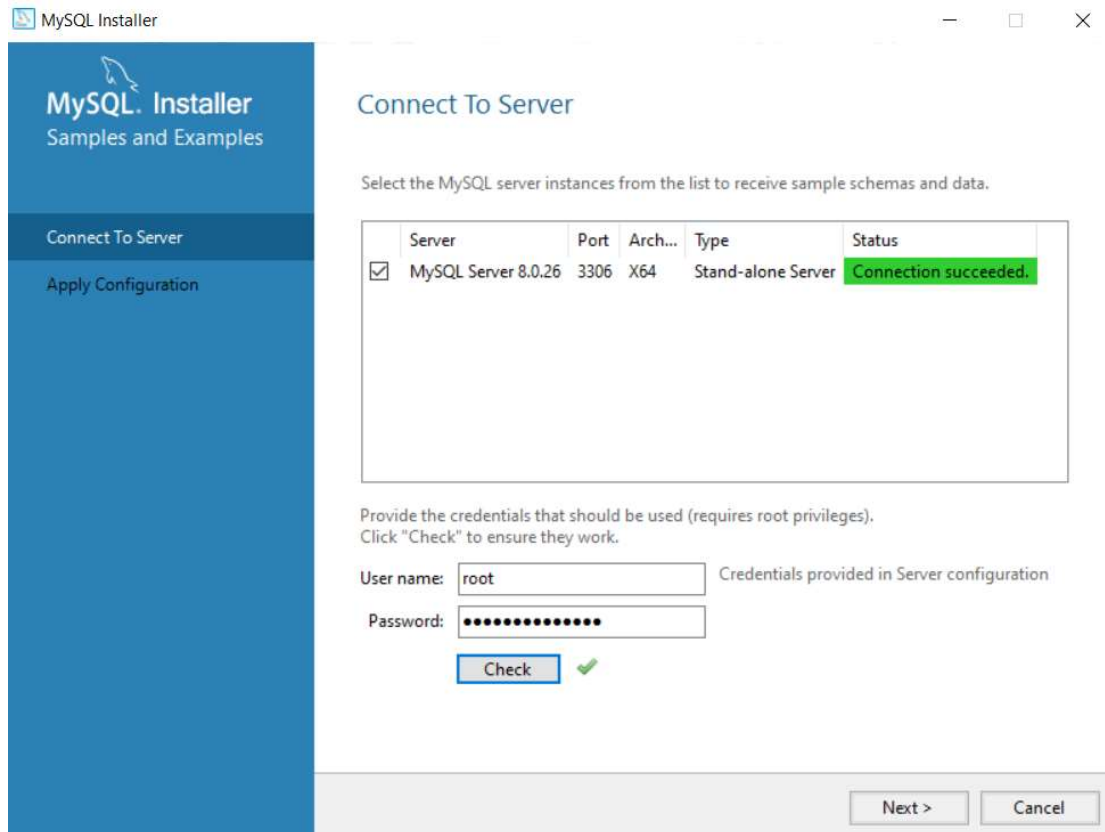 MySQL Installer
MySQL. Installer
Samples and Examples
Connect To Server
Apply Configuration
Connect To Server
Select the MySQL server instances from the list to receive sample schemas and data.
Server Port Arch... Type Status
MySQL Server 8.0.26 3306 X64 Stand-alone Server Connection succeeded.
Provide the credentials that should be used (requires root privileges).
Click "Check" to ensure they work.
User name: root Credentials provided in Server configuration
Password: ●●●●●●●●●●●●●●
Check
Next > Cancel